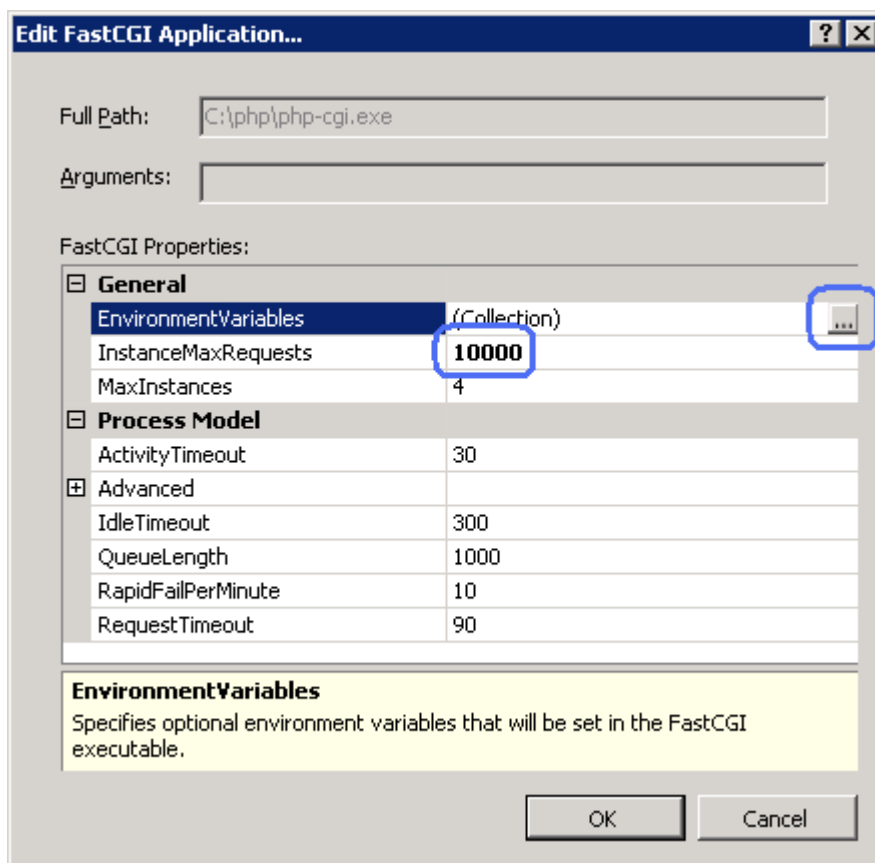 Edit FastCGI Application...
Full Path: C:\php\php-cgi.exe
Arguments:
FastCGI Properties:
General
EnvironmentVariables (Collection) ...
InstanceMaxRequests 10000
MaxInstances 4
Process Model
ActivityTimeout 30
Advanced
IdleTimeout 300
QueueLength 1000
RapidFailPerMinute 10
RequestTimeout 90
EnvironmentVariables
Specifies optional environment variables that will be set in the FastCGI
executable.
OK Cancel